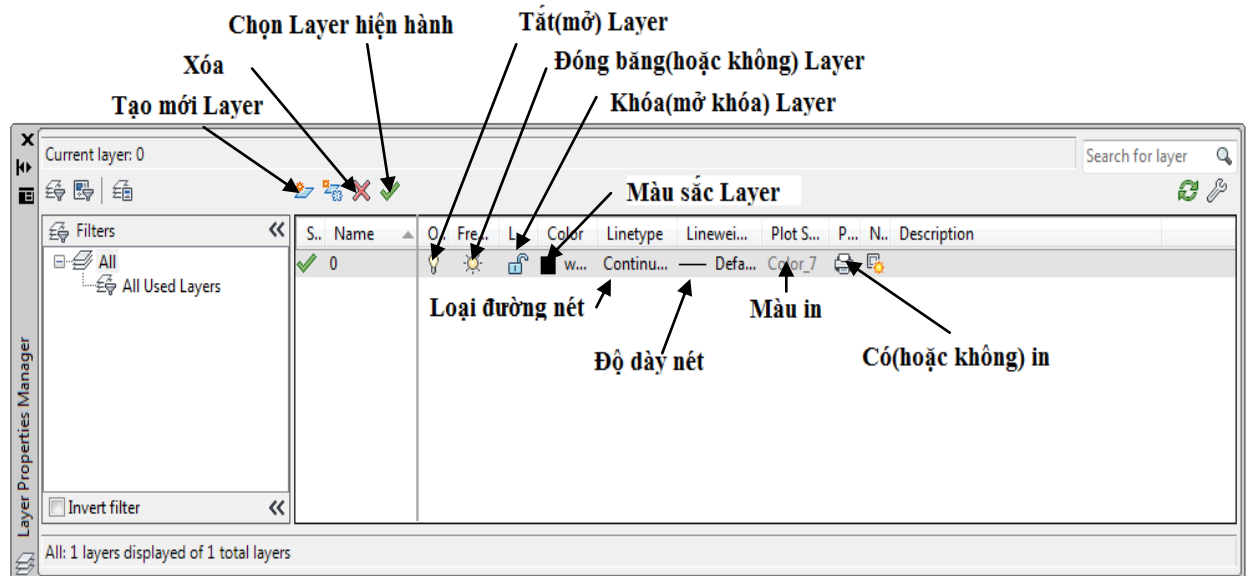 Tắt(mở) Layer
Chọn Layer hiện hành
Đóng băng(hoặc không) Layer
Xóa
Khóa(mở khóa) Layer
Tạo mới Layer
Current layer: 0
Search for layer
Màu sắc Layer
Filters
S.. Name O.. Fre... L... Color Linetype Linewei... Plot S... P... N.. Description
All
0 w... Continu... Defa... Color_7
All Used Layers
Loại đường nét
Màu in
Độ dày nét
Có(hoặc không) in
Invert filter
Layer Properties Manager
All: 1 layers displayed of 1 total layers